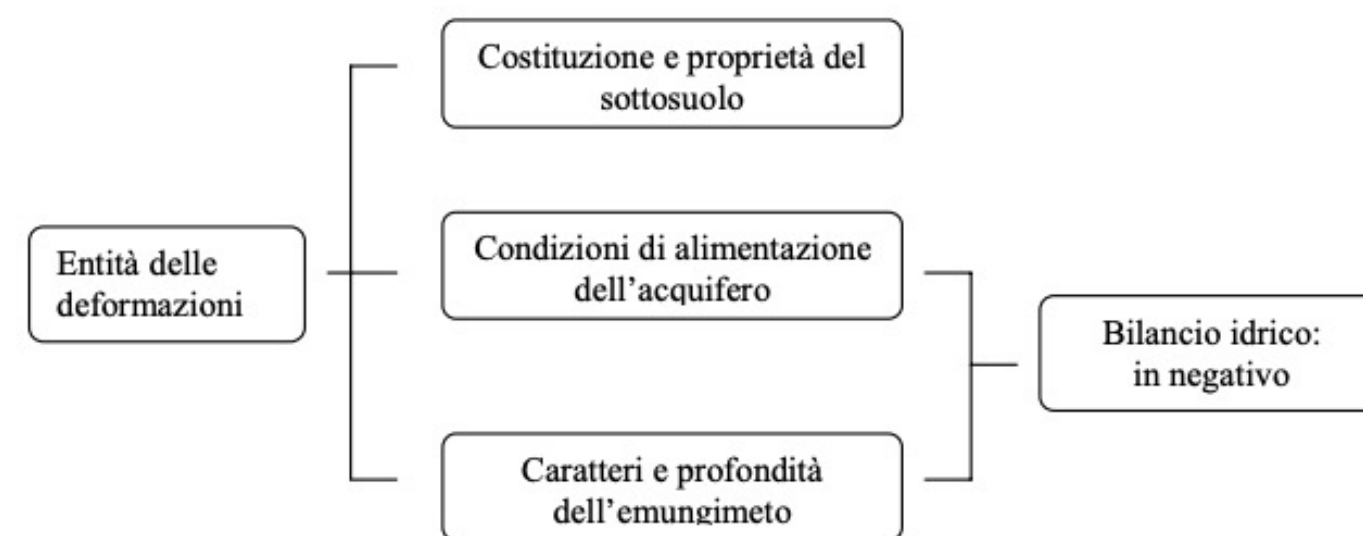 Costituzione e proprietà del
sottosuolo
Entità delle
deformazioni
Condizioni di alimentazione
dell’acquifero
Bilancio idrico:
in negativo
Caratteri e profondità
dell’emungimeto